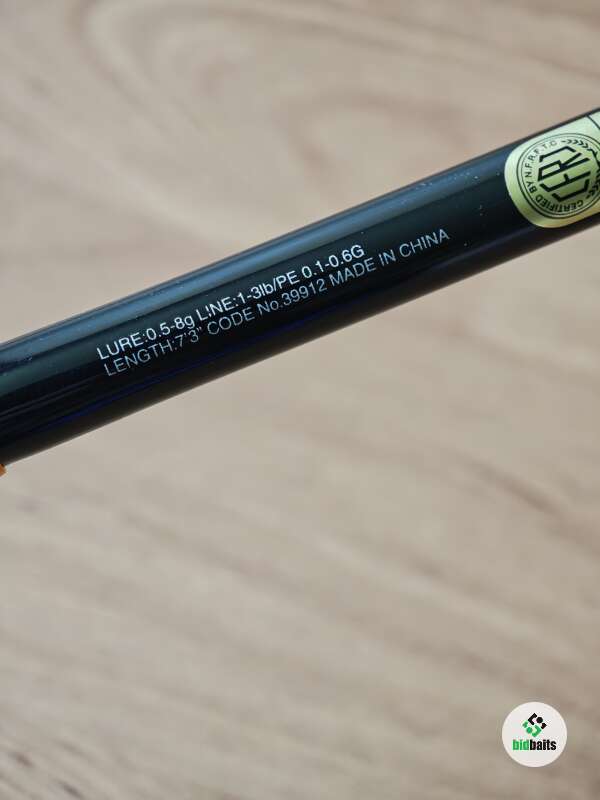 LURE:0.5-8g LINE:1-3lb/PE 0.1-0.6G
LENGTH:7'3" CODE No.39912 MADE IN CHINA
CERTIFIED BY N.F.R.F.T.C
CFRJ
bidbaits